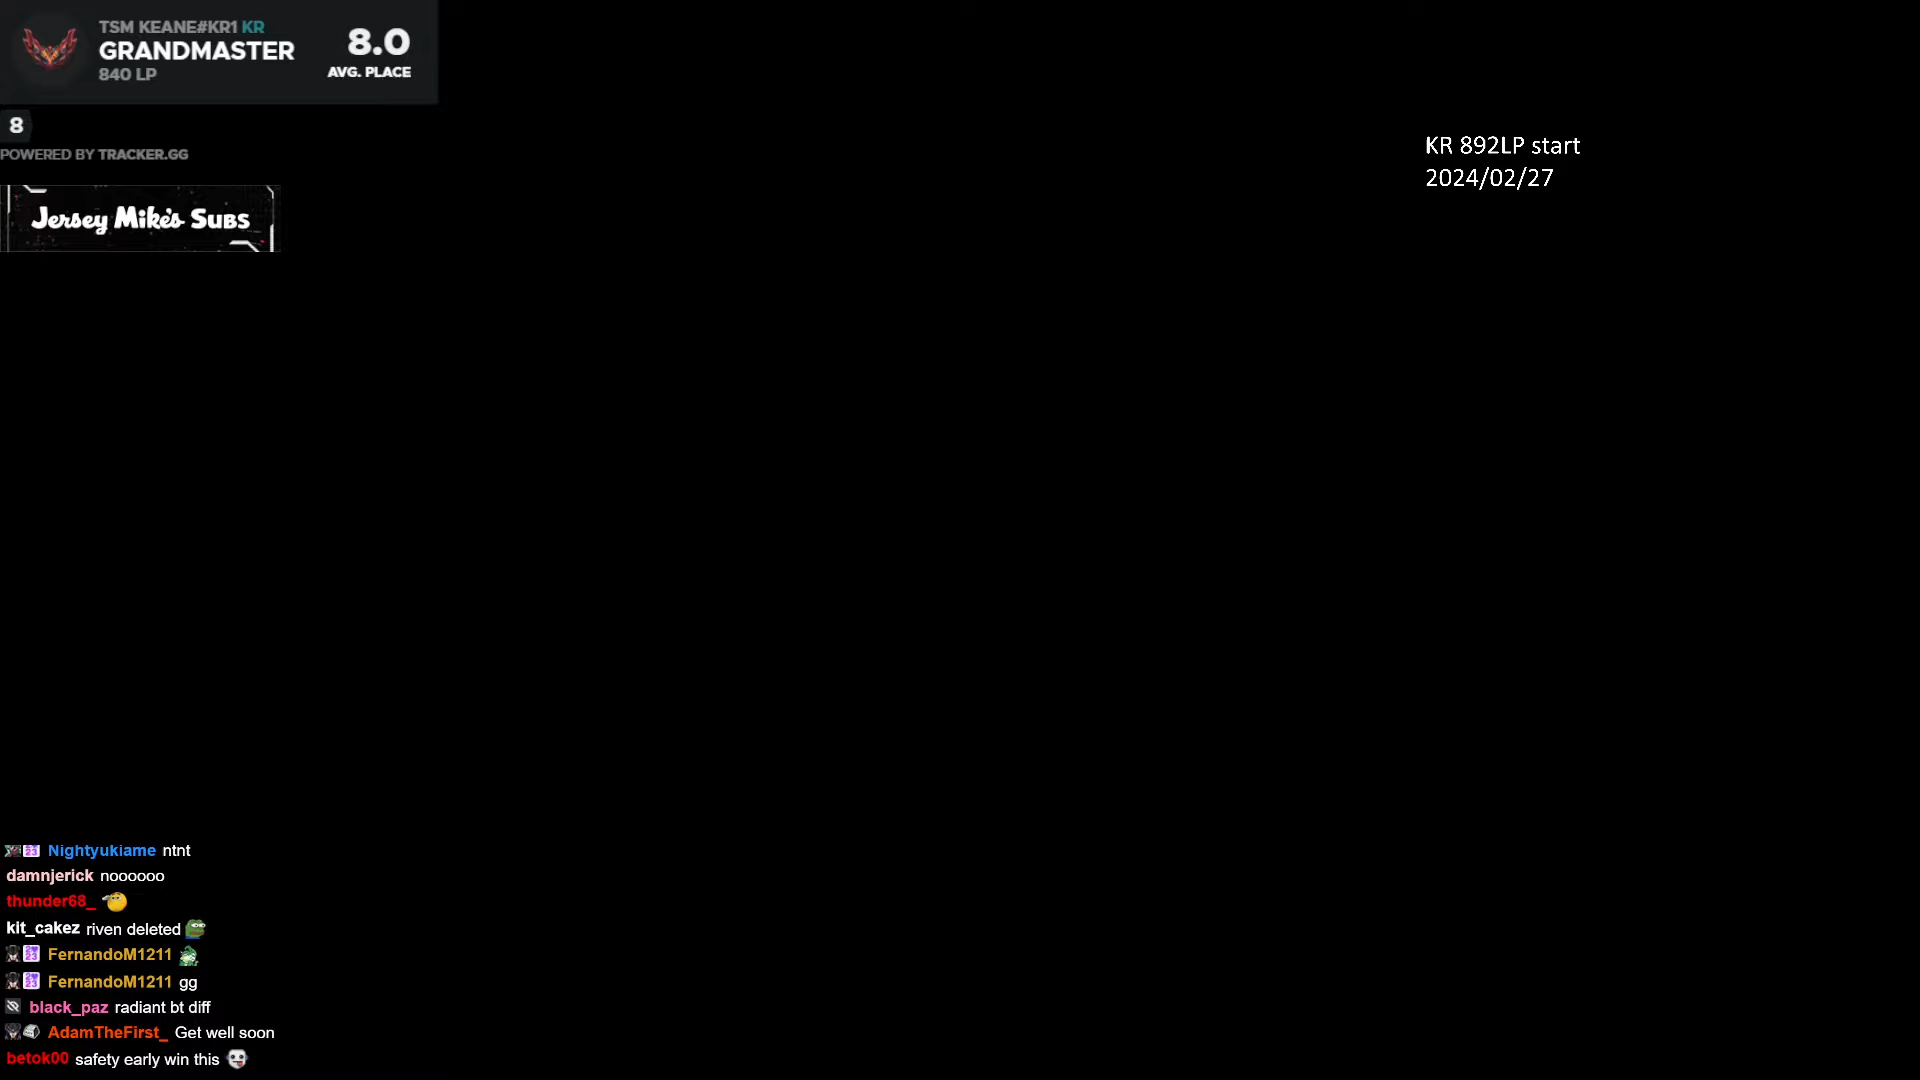 TSM KEANE#KR1 KR
GRANDMASTER
840 LP
8.0
AVG. PLACE
8
POWERED BY TRACKER.GG
Jersey Mike's Subs
KR 892LP start
2024/02/27
Nightyukiame ntnt
damnjerick noooooo
thunder68_
kit_cakez riven deleted
FernandoM1211
FernandoM1211 gg
black_paz radiant bt diff
AdamTheFirst_ Get well soon
betok00 safety early win this